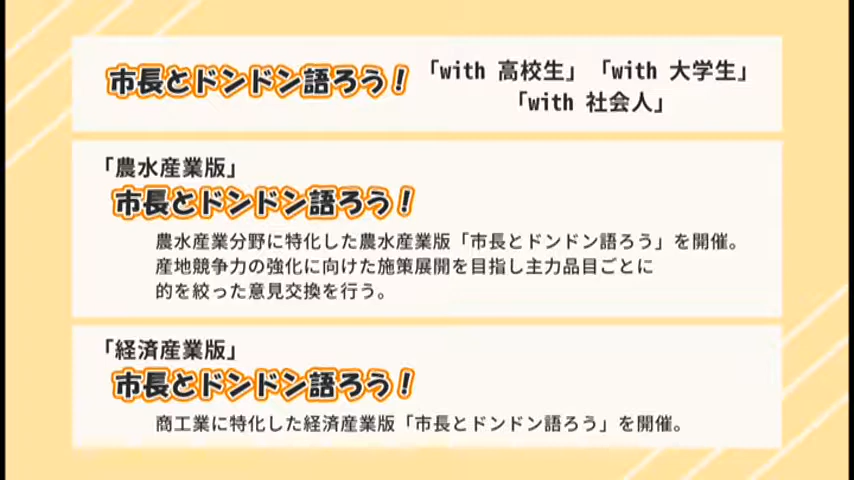 市長とドンドン語ろう！「with 高校生」「with 大学生」
「with 社会人」
「農水産業版」
市長とドンドン語ろう！
農水産業分野に特化した農水産業版「市長とドンドン語ろう」を開催。
産地競争力の強化に向けた施策展開を目指し主力品目ごとに
的を絞った意見交換を行う。
「経済産業版」
市長とドンドン語ろう！
商工業に特化した経済産業版「市長とドンドン語ろう」を開催。